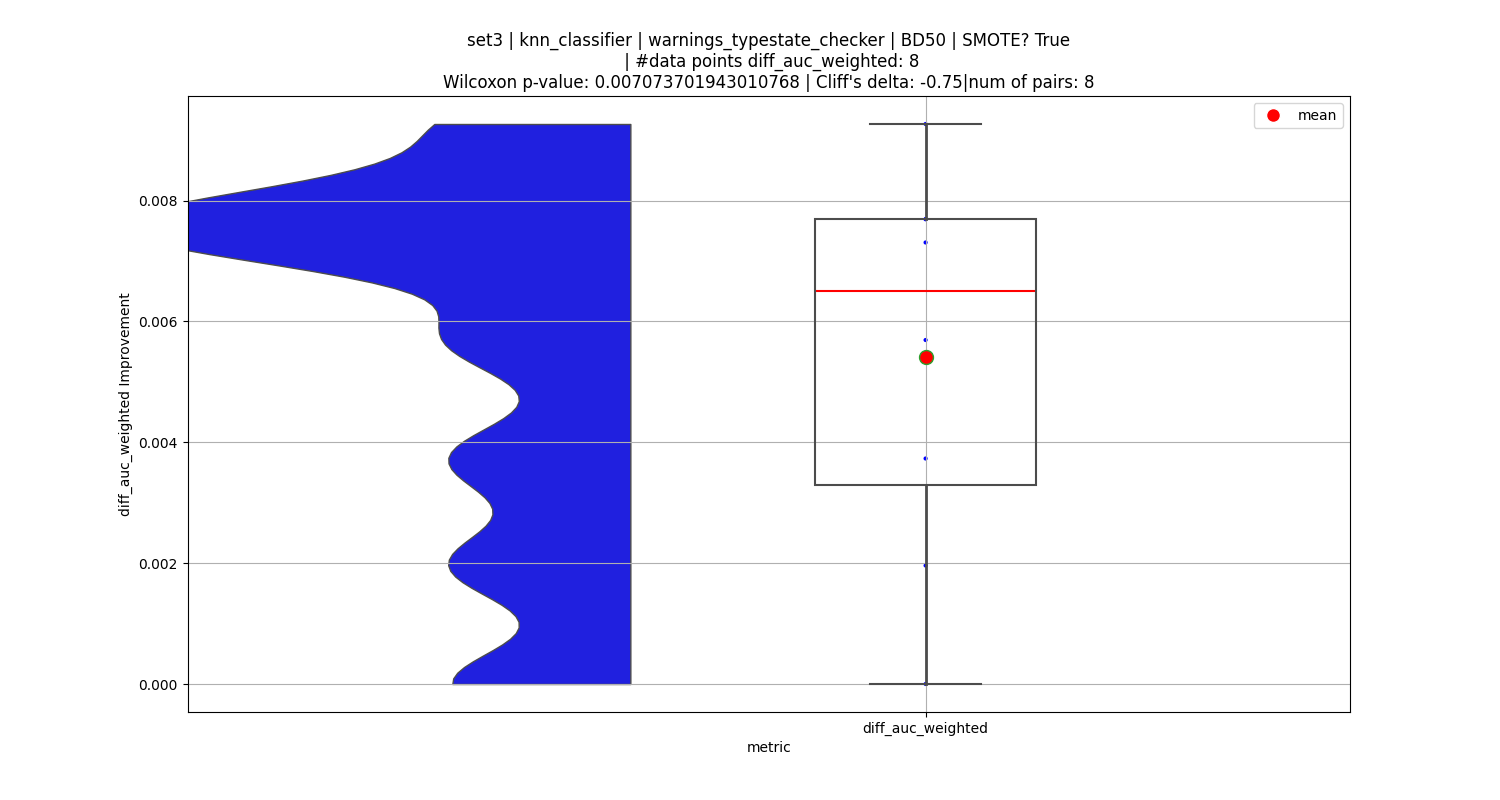 set3 | knn_classifier | warnings_typestate_checker | BD50 | SMOTE? True
| #data points diff_auc_weighted: 8
Wilcoxon p-value: 0.007073701943010768 | Cliff's delta: -0.75|num of pairs: 8
mean
0.008
0.006
0.004
0.002
0.000
diff_auc_weighted Improvement
diff_auc_weighted
metric